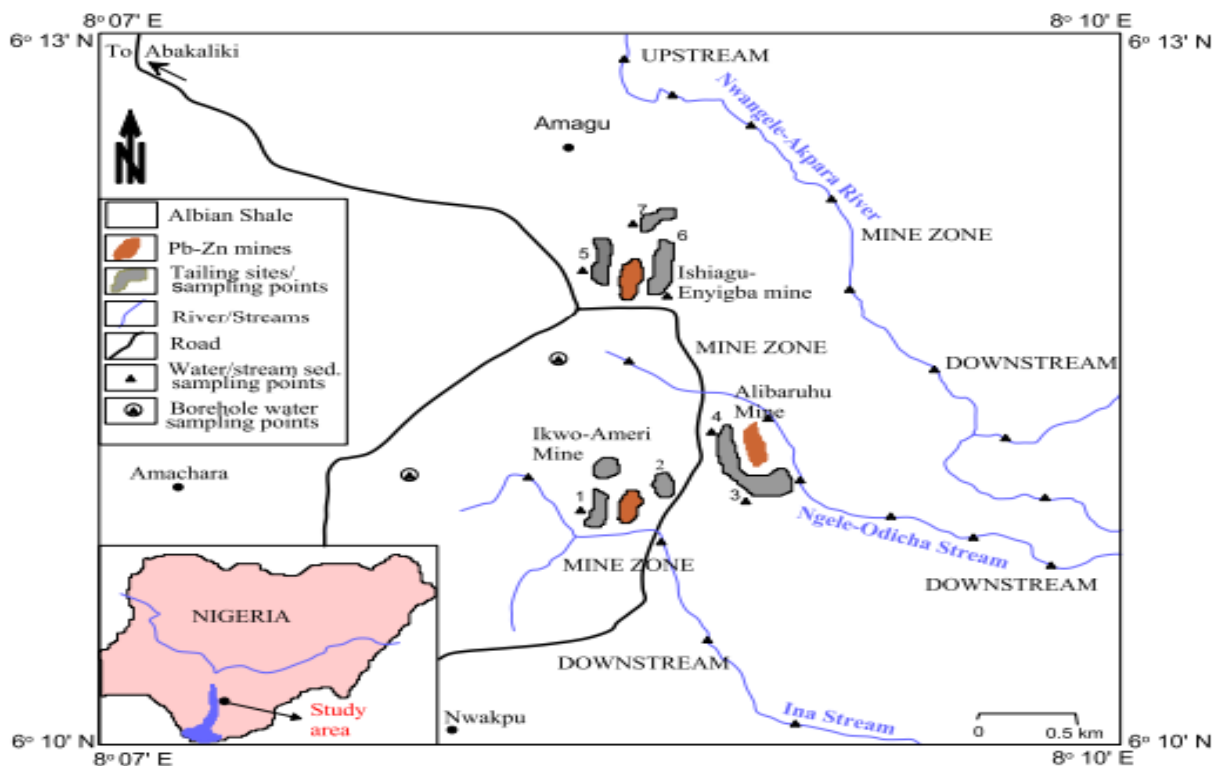 8° 07' E
8° 10' E
6° 13' N
6° 13' N
To Abakaliki
UPSTREAM
Nwangele-Akpara River
Amagu
N
Albian Shale
Pb-Zn mines
Tailing sites/
sampling points
River/Streams
Road
Water/stream sed.
sampling points
Borehole water
sampling points
7
6
5
MINE ZONE
Ishiagu-
Enyigba mine
MINE ZONE
DOWNSTREAM
Alibaruhu
Mine
4
Ikwo-Ameri
Mine
2
Amachara
1
3
Ngele-Odicha Stream
MINE ZONE
DOWNSTREAM
NIGERIA
DOWNSTREAM
Study
area
Nwakpu
Ina Stream
0
0.5 km
6° 10' N
6° 10' N
8° 07' E
8° 10' E